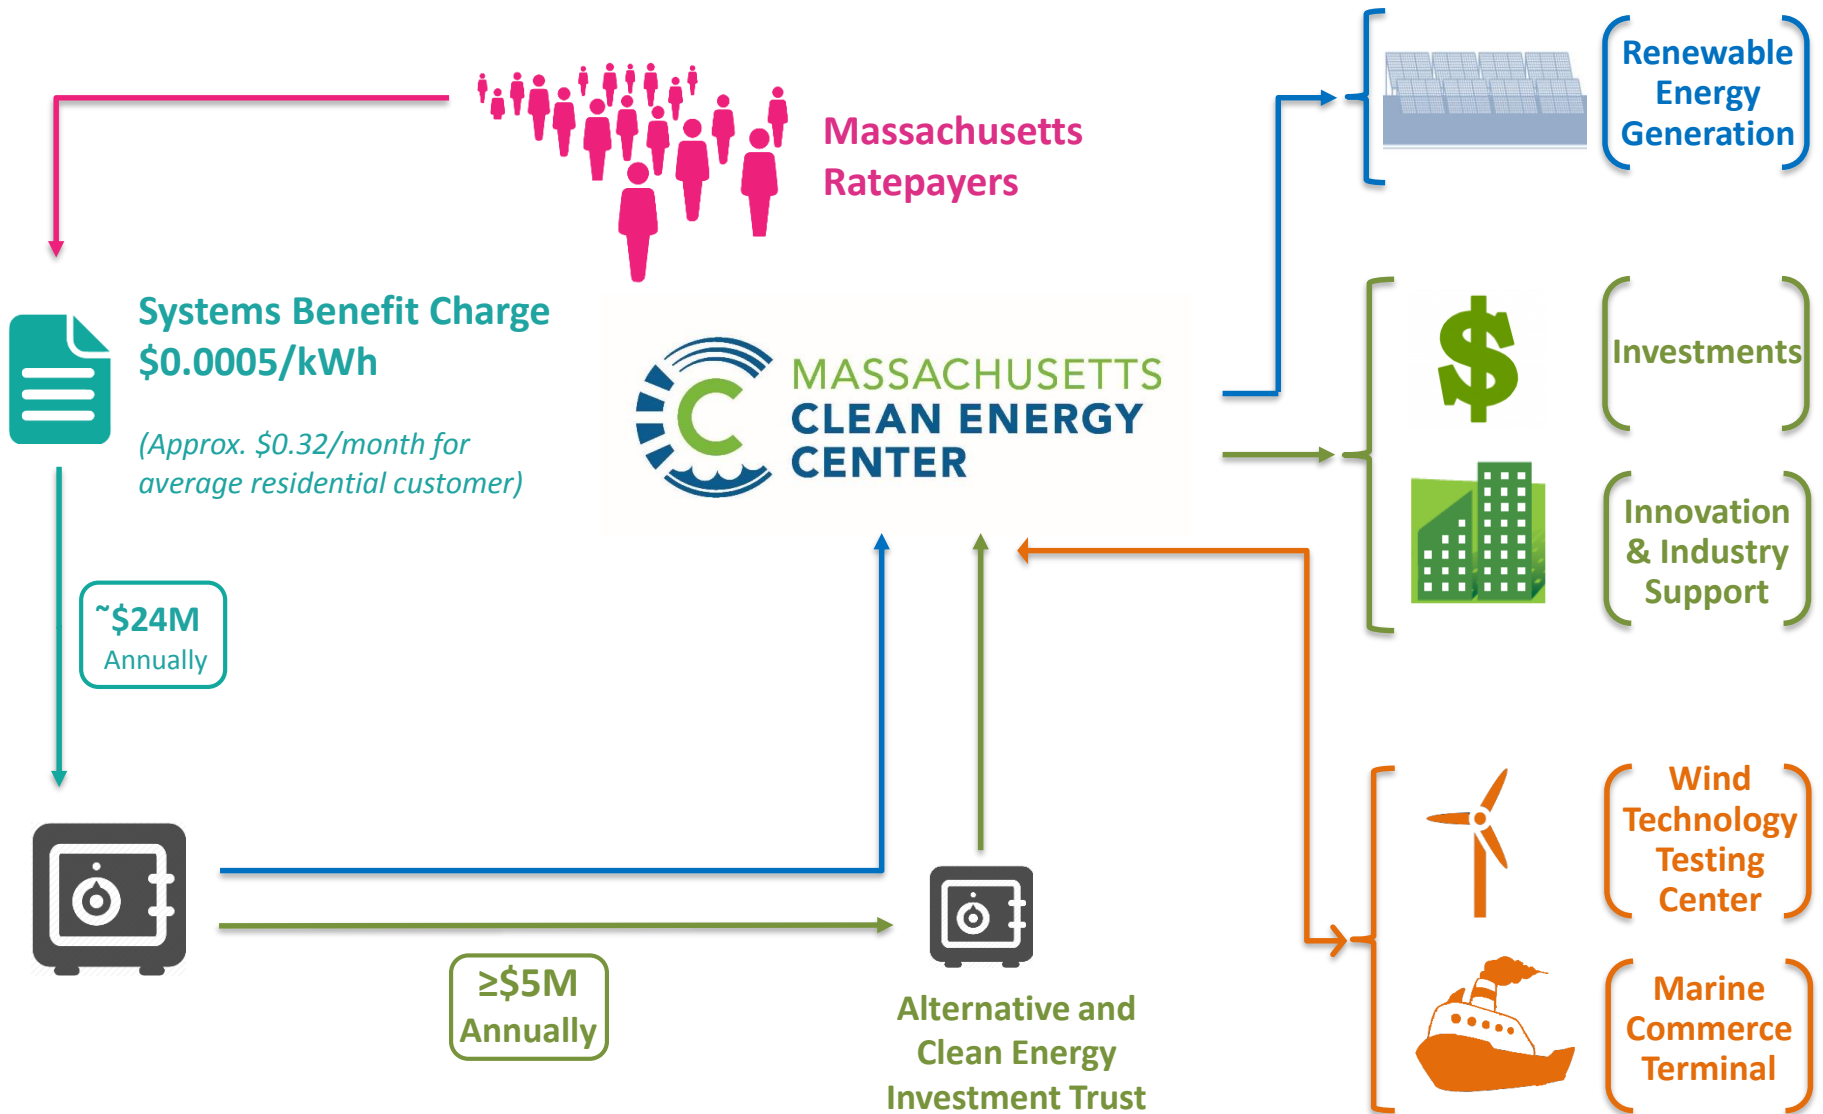 Massachusetts
Ratepayers
Systems Benefit Charge
$0.0005/kWh
(Approx. $0.32/month for
average residential customer)
~$24M
Annually
MASSACHUSETTS
CLEAN ENERGY
CENTER
≥$5M
Annually
Alternative and
Clean Energy
Investment Trust
Renewable
Energy
Generation
Investments
Innovation
& Industry
Support
Wind
Technology
Testing
Center
Marine
Commerce
Terminal